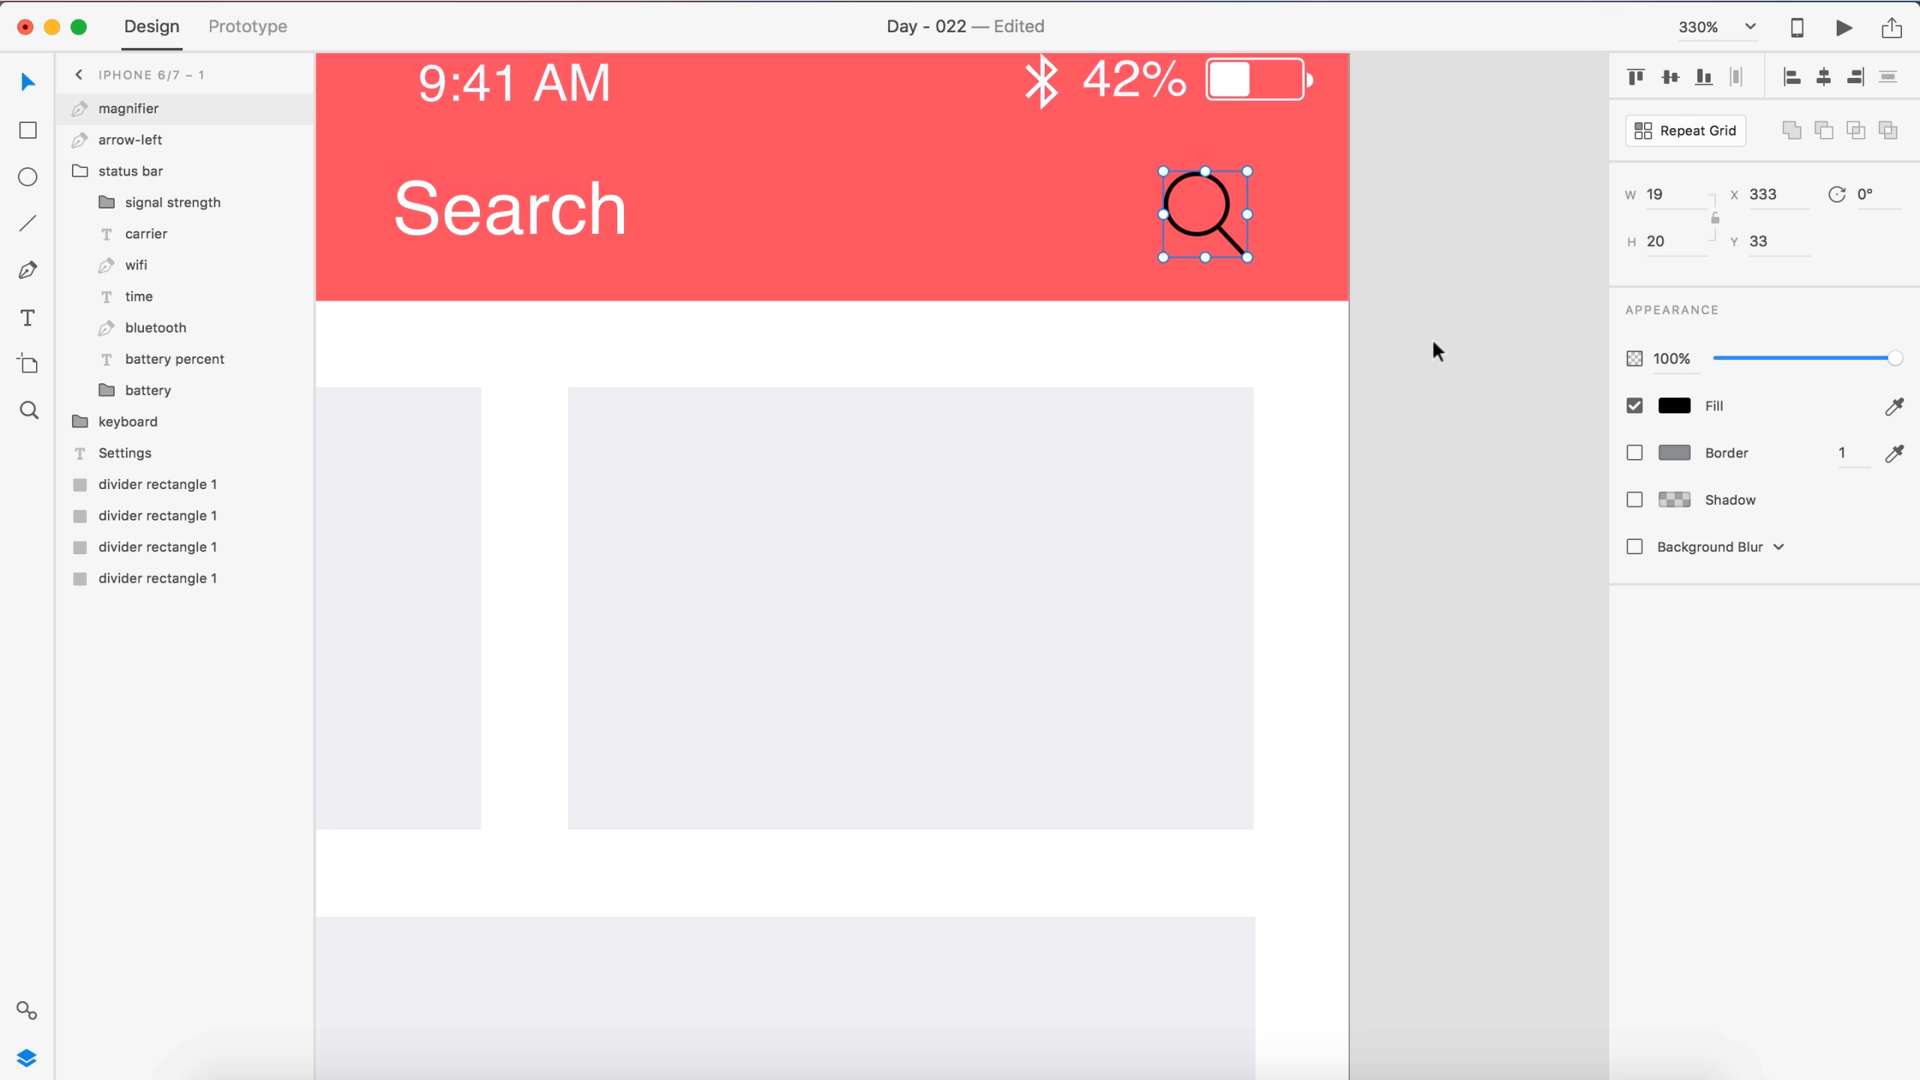 Design
Prototype
Day - 022 — Edited
330%
IPHONE 6/7 – 1
magnifier
arrow-left
status bar
signal strength
carrier
wifi
time
bluetooth
battery percent
battery
keyboard
Settings
divider rectangle 1
divider rectangle 1
divider rectangle 1
divider rectangle 1
9:41 AM
42%
Search
Repeat Grid
W 19
X 333
0°
H 20
Y 33
APPEARANCE
100%
Fill
Border
1
Shadow
Background Blur